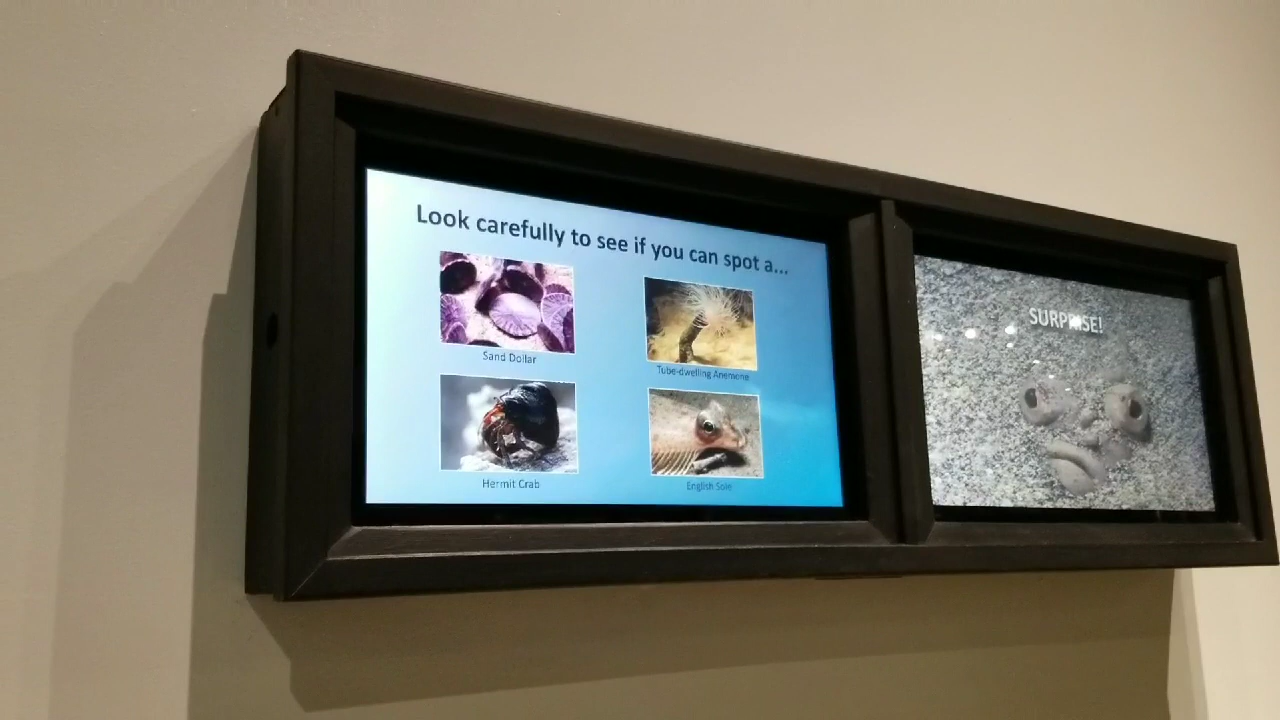 Look carefully to see if you can spot a...
Sand Dollar
Tube-dwelling Anemone
Hermit Crab
English Sole
SURPRISE!